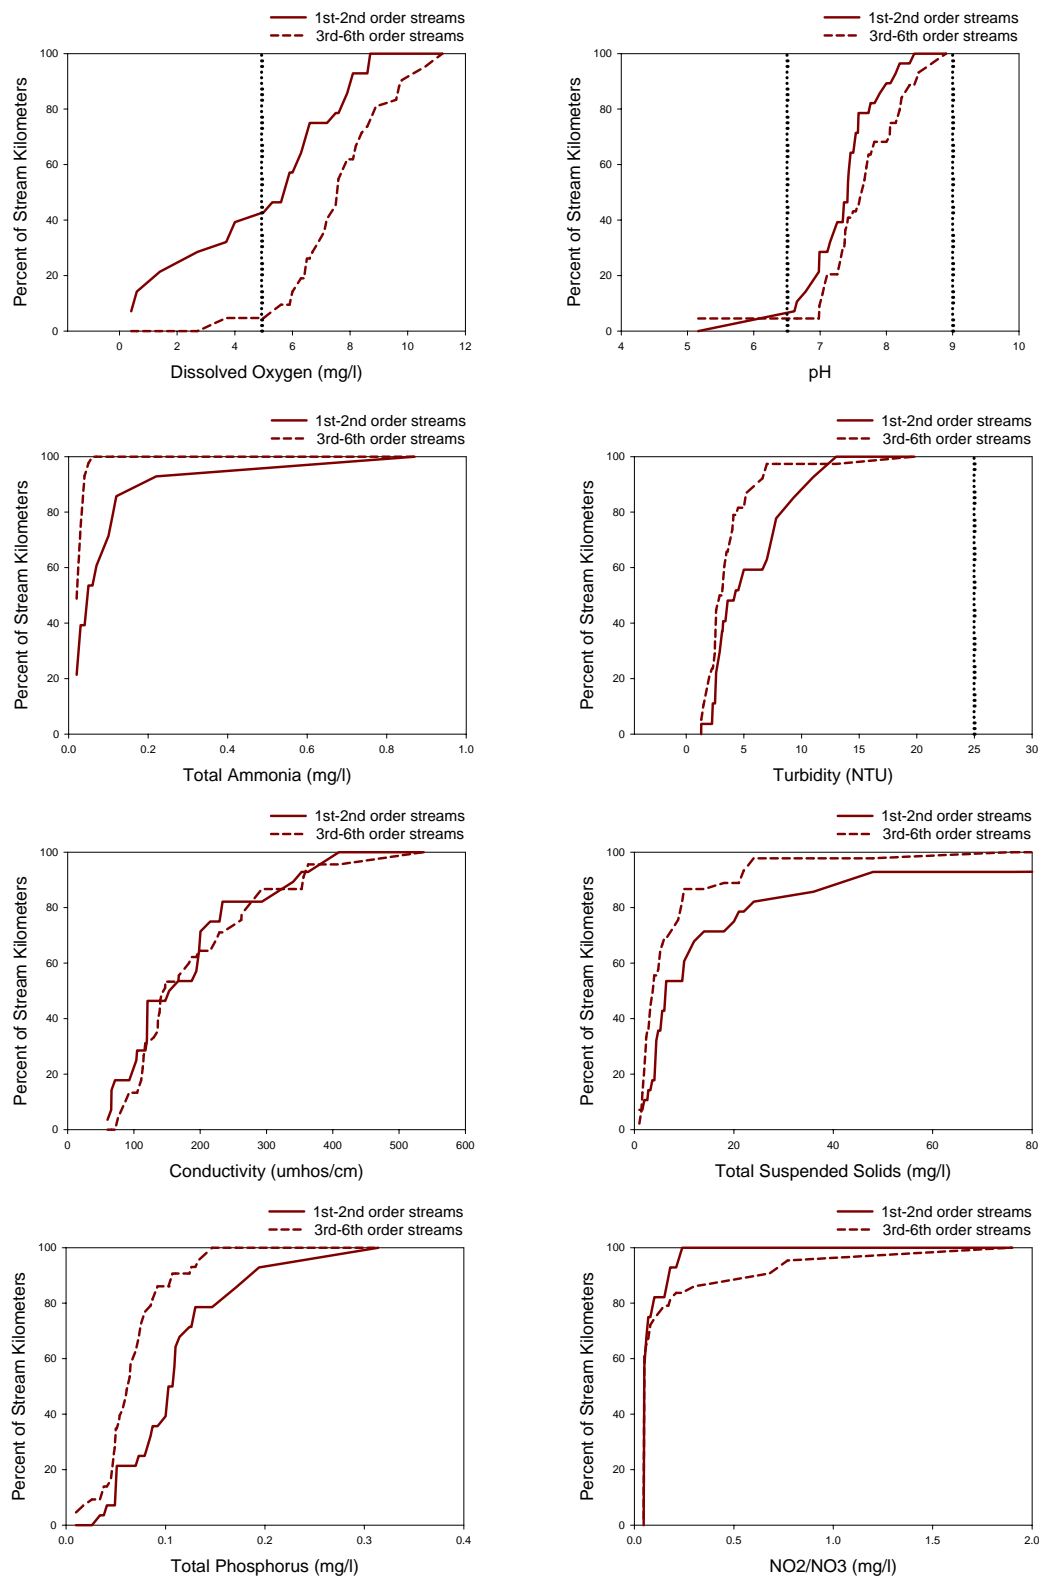 1st-2nd order streams
3rd-6th order streams
100
80
60
40
20
0
Percent of Stream Kilometers
0 2 4 6 8 10 12
Dissolved Oxygen (mg/l)
1st-2nd order streams
3rd-6th order streams
100
80
60
40
20
0
Percent of Stream Kilometers
4 5 6 7 8 9 10
pH
1st-2nd order streams
3rd-6th order streams
100
80
60
40
20
0
Percent of Stream Kilometers
0.0 0.2 0.4 0.6 0.8 1.0
Total Ammonia (mg/l)
1st-2nd order streams
3rd-6th order streams
100
80
60
40
20
0
Percent of Stream Kilometers
0 5 10 15 20 25 30
Turbidity (NTU)
1st-2nd order streams
3rd-6th order streams
100
80
60
40
20
0
Percent of Stream Kilometers
0 100 200 300 400 500 600
Conductivity (umhos/cm)
1st-2nd order streams
3rd-6th order streams
100
80
60
40
20
0
Percent of Stream Kilometers
0 20 40 60 80
Total Suspended Solids (mg/l)
1st-2nd order streams
3rd-6th order streams
100
80
60
40
20
0
Percent of Stream Kilometers
0.0 0.1 0.2 0.3 0.4
Total Phosphorus (mg/l)
1st-2nd order streams
3rd-6th order streams
100
80
60
40
20
0
Percent of Stream Kilometers
0.0 0.5 1.0 1.5 2.0
NO2/NO3 (mg/l)